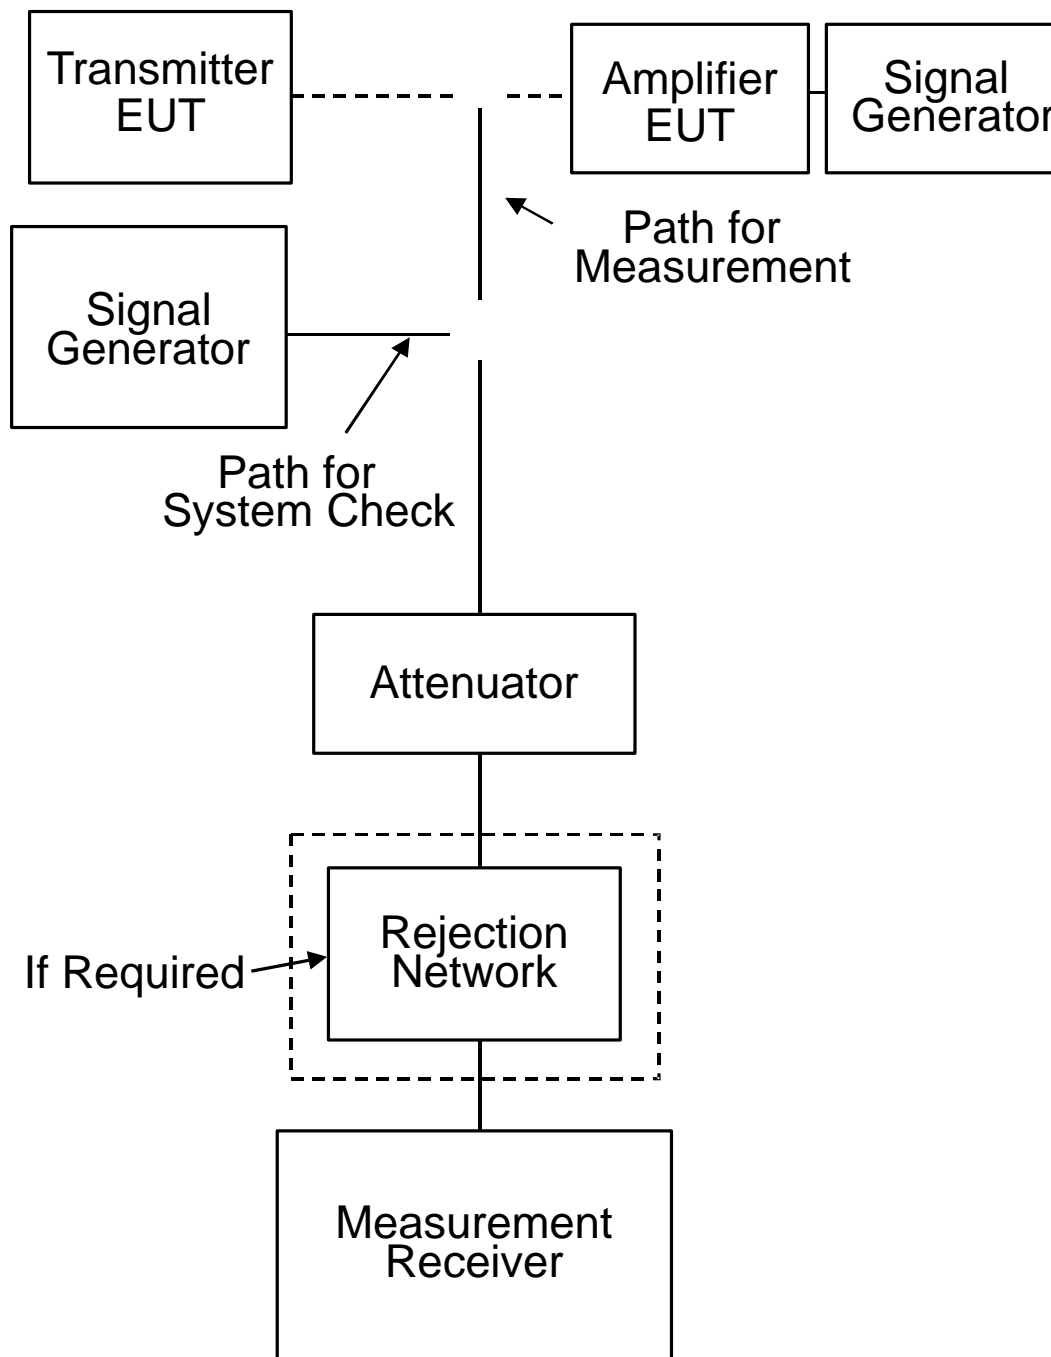 Transmitter
EUT
Amplifier
EUT
Signal
Generator
Path for
Measurement
Signal
Generator
Path for
System Check
Attenuator
Rejection
Network
If Required
Measurement
Receiver